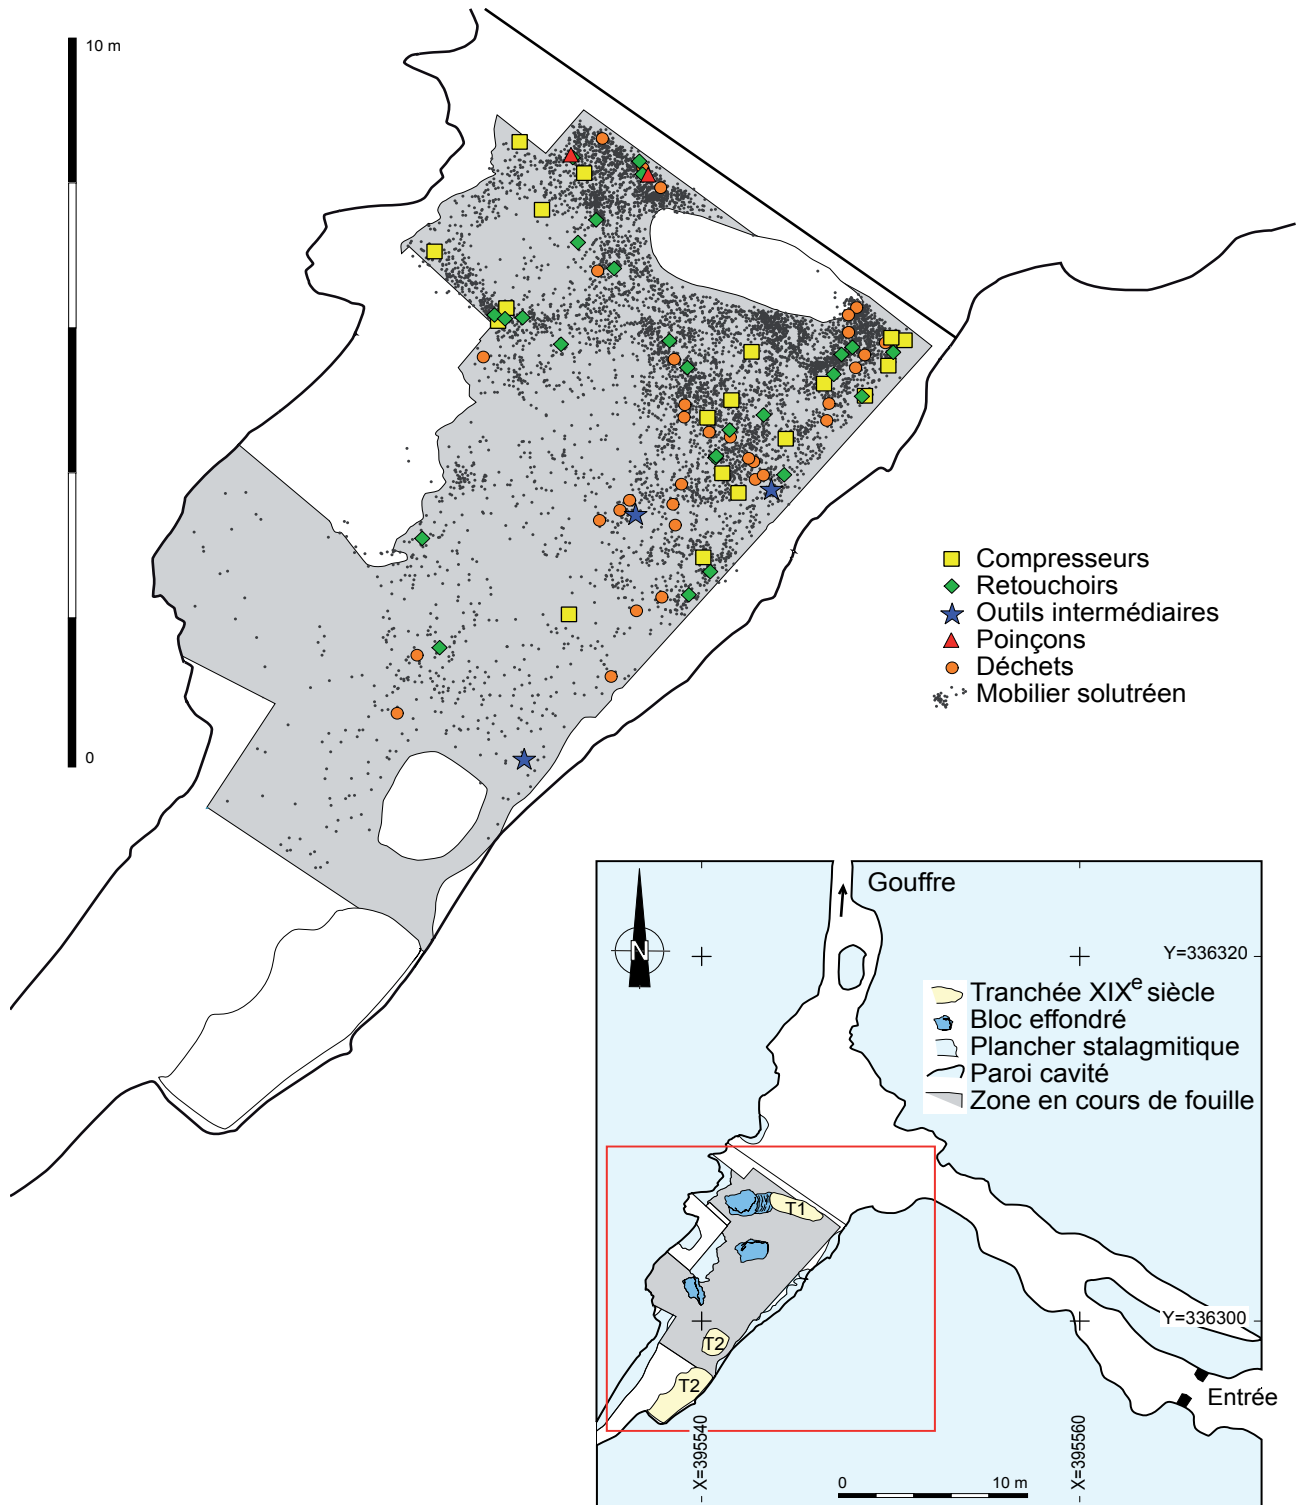 10 m
0
Compresseurs
Retouchoirs
Outils intermédiaires
Poinçons
Déchets
Mobilier solutréen
Gouffre
N
Y=336320
Tranchée XIXe siècle
Bloc effondré
Plancher stalagmitique
Paroi cavité
Zone en cours de fouille
T1
T2
Y=336300
T2
Entrée
X=395540
X=395560
0 10 m